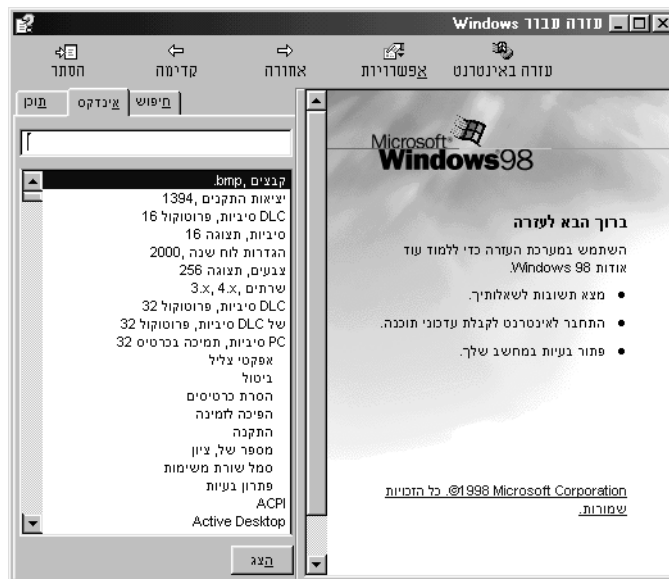 עזרה עבור Windows
הסתר
קדימה
אחורה
אפשרויות
עזרה באינטרנט
תוכן
אינדקס
חיפוש
קבצים ,bmp.
יציאות התקנים ,1394
DLC סיביות, פרוטוקול 16
סיביות, תצוגה 16
הגדרות לוח שנה ,2000
צבעים, תצוגה 256
שרתים ,3.x, 4.x
DLC סיביות, פרוטוקול 32
של DLC סיביות, פרוטוקול 32
PC סיביות, תמיכה בכרטיס 32
אפקטי צליל
ביטול
הסרת כרטיסים
הפיכה לזמינה
התקנה
מספר של, ציון
סמל שורת משימות
פתרון בעיות
ACPI
Active Desktop
הצג
Microsoft
Windows98
ברוך הבא לעזרה
השתמש במערכת העזרה כדי ללמוד עוד
אודות Windows 98.
• מצא תשובות לשאלותיך.
• התחבר לאינטרנט לקבלת עדכוני תוכנה.
• פתור בעיות במחשב שלך.
©1998 Microsoft Corporation. כל הזכויות
שמורות.